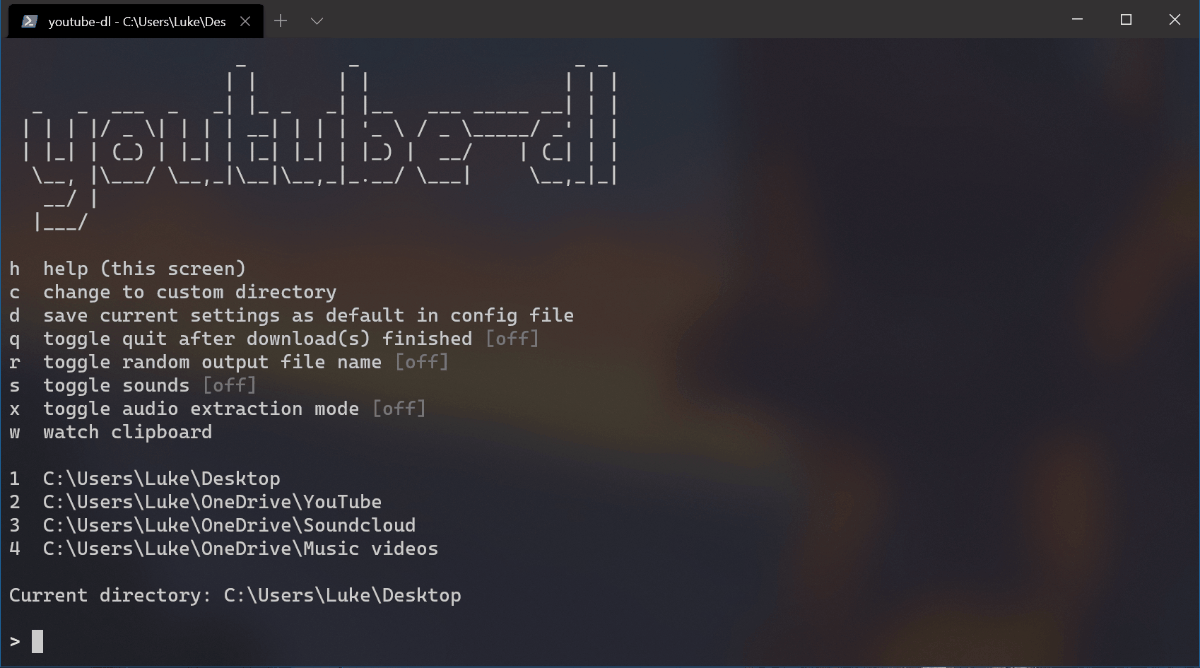 youtube-dl - C:\Users\Luke\Des
youtube-dl
h help (this screen)
c change to custom directory
d save current settings as default in config file
q toggle quit after download(s) finished [off]
r toggle random output file name [off]
s toggle sounds [off]
x toggle audio extraction mode [off]
w watch clipboard
1 C:\Users\Luke\Desktop
2 C:\Users\Luke\OneDrive\YouTube
3 C:\Users\Luke\OneDrive\Soundcloud
4 C:\Users\Luke\OneDrive\Music videos
Current directory: C:\Users\Luke\Desktop
>